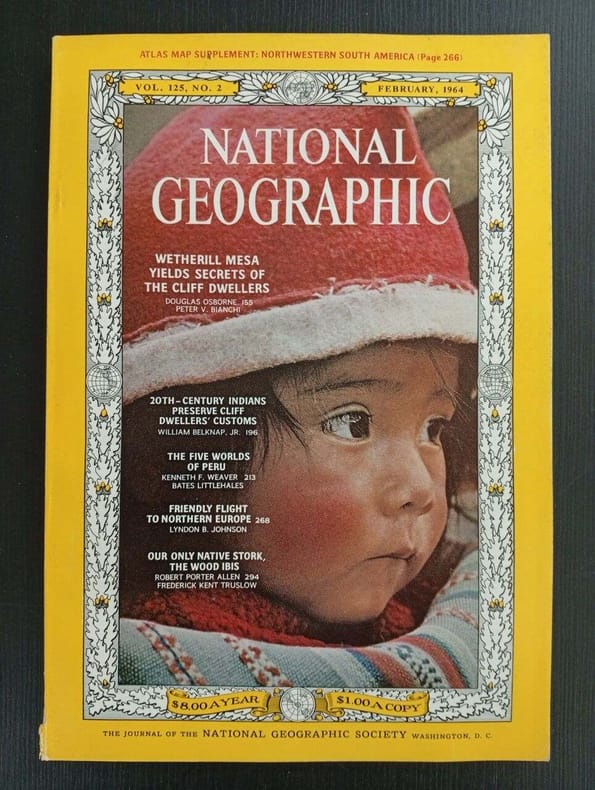 ATLAS MAP SUPPLEMENT: NORTHWESTERN SOUTH AMERICA (Page 266)
VOL. 125, NO. 2
FEBRUARY, 1964
NATIONAL
GEOGRAPHIC
WETHERILL MESA
YIELDS SECRETS OF
THE CLIFF DWELLERS
DOUGLAS OSBORNE 155
PETER V. BIANCHI
20TH-CENTURY INDIANS
PRESERVE CLIFF
DWELLERS' CUSTOMS
WILLIAM BELKNAP, JR. 196
THE FIVE WORLDS
OF PERU
KENNETH F. WEAVER 213
BATES LITTLEHALES
FRIENDLY FLIGHT
TO NORTHERN EUROPE 268
LYNDON B. JOHNSON
OUR ONLY NATIVE STORK,
THE WOOD IBIS
ROBERT PORTER ALLEN 294
FREDERICK KENT TRUSLOW
$8.00 A YEAR
$1.00 A COPY
THE JOURNAL OF THE NATIONAL GEOGRAPHIC SOCIETY WASHINGTON, D. C.